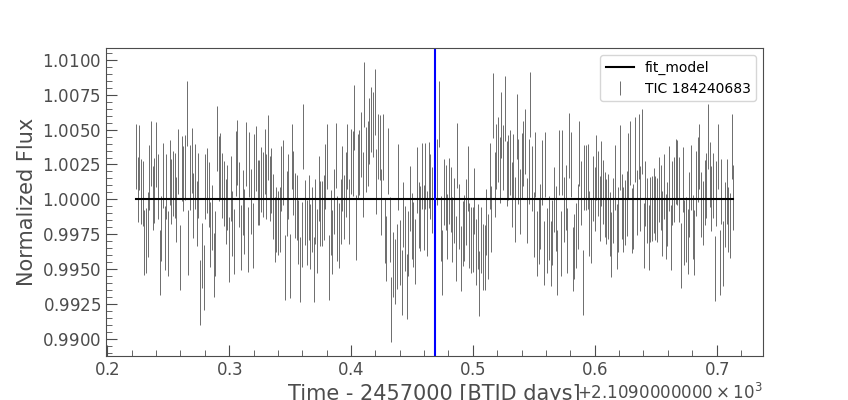 1.0100
1.0075
1.0050
1.0025
1.0000
0.9975
0.9950
0.9925
0.9900
Normalized Flux
fit_model
TIC 184240683
0.2 0.3 0.4 0.5 0.6 0.7
Time - 2457000 [BTJD days]
+2.1090000000 × 10³